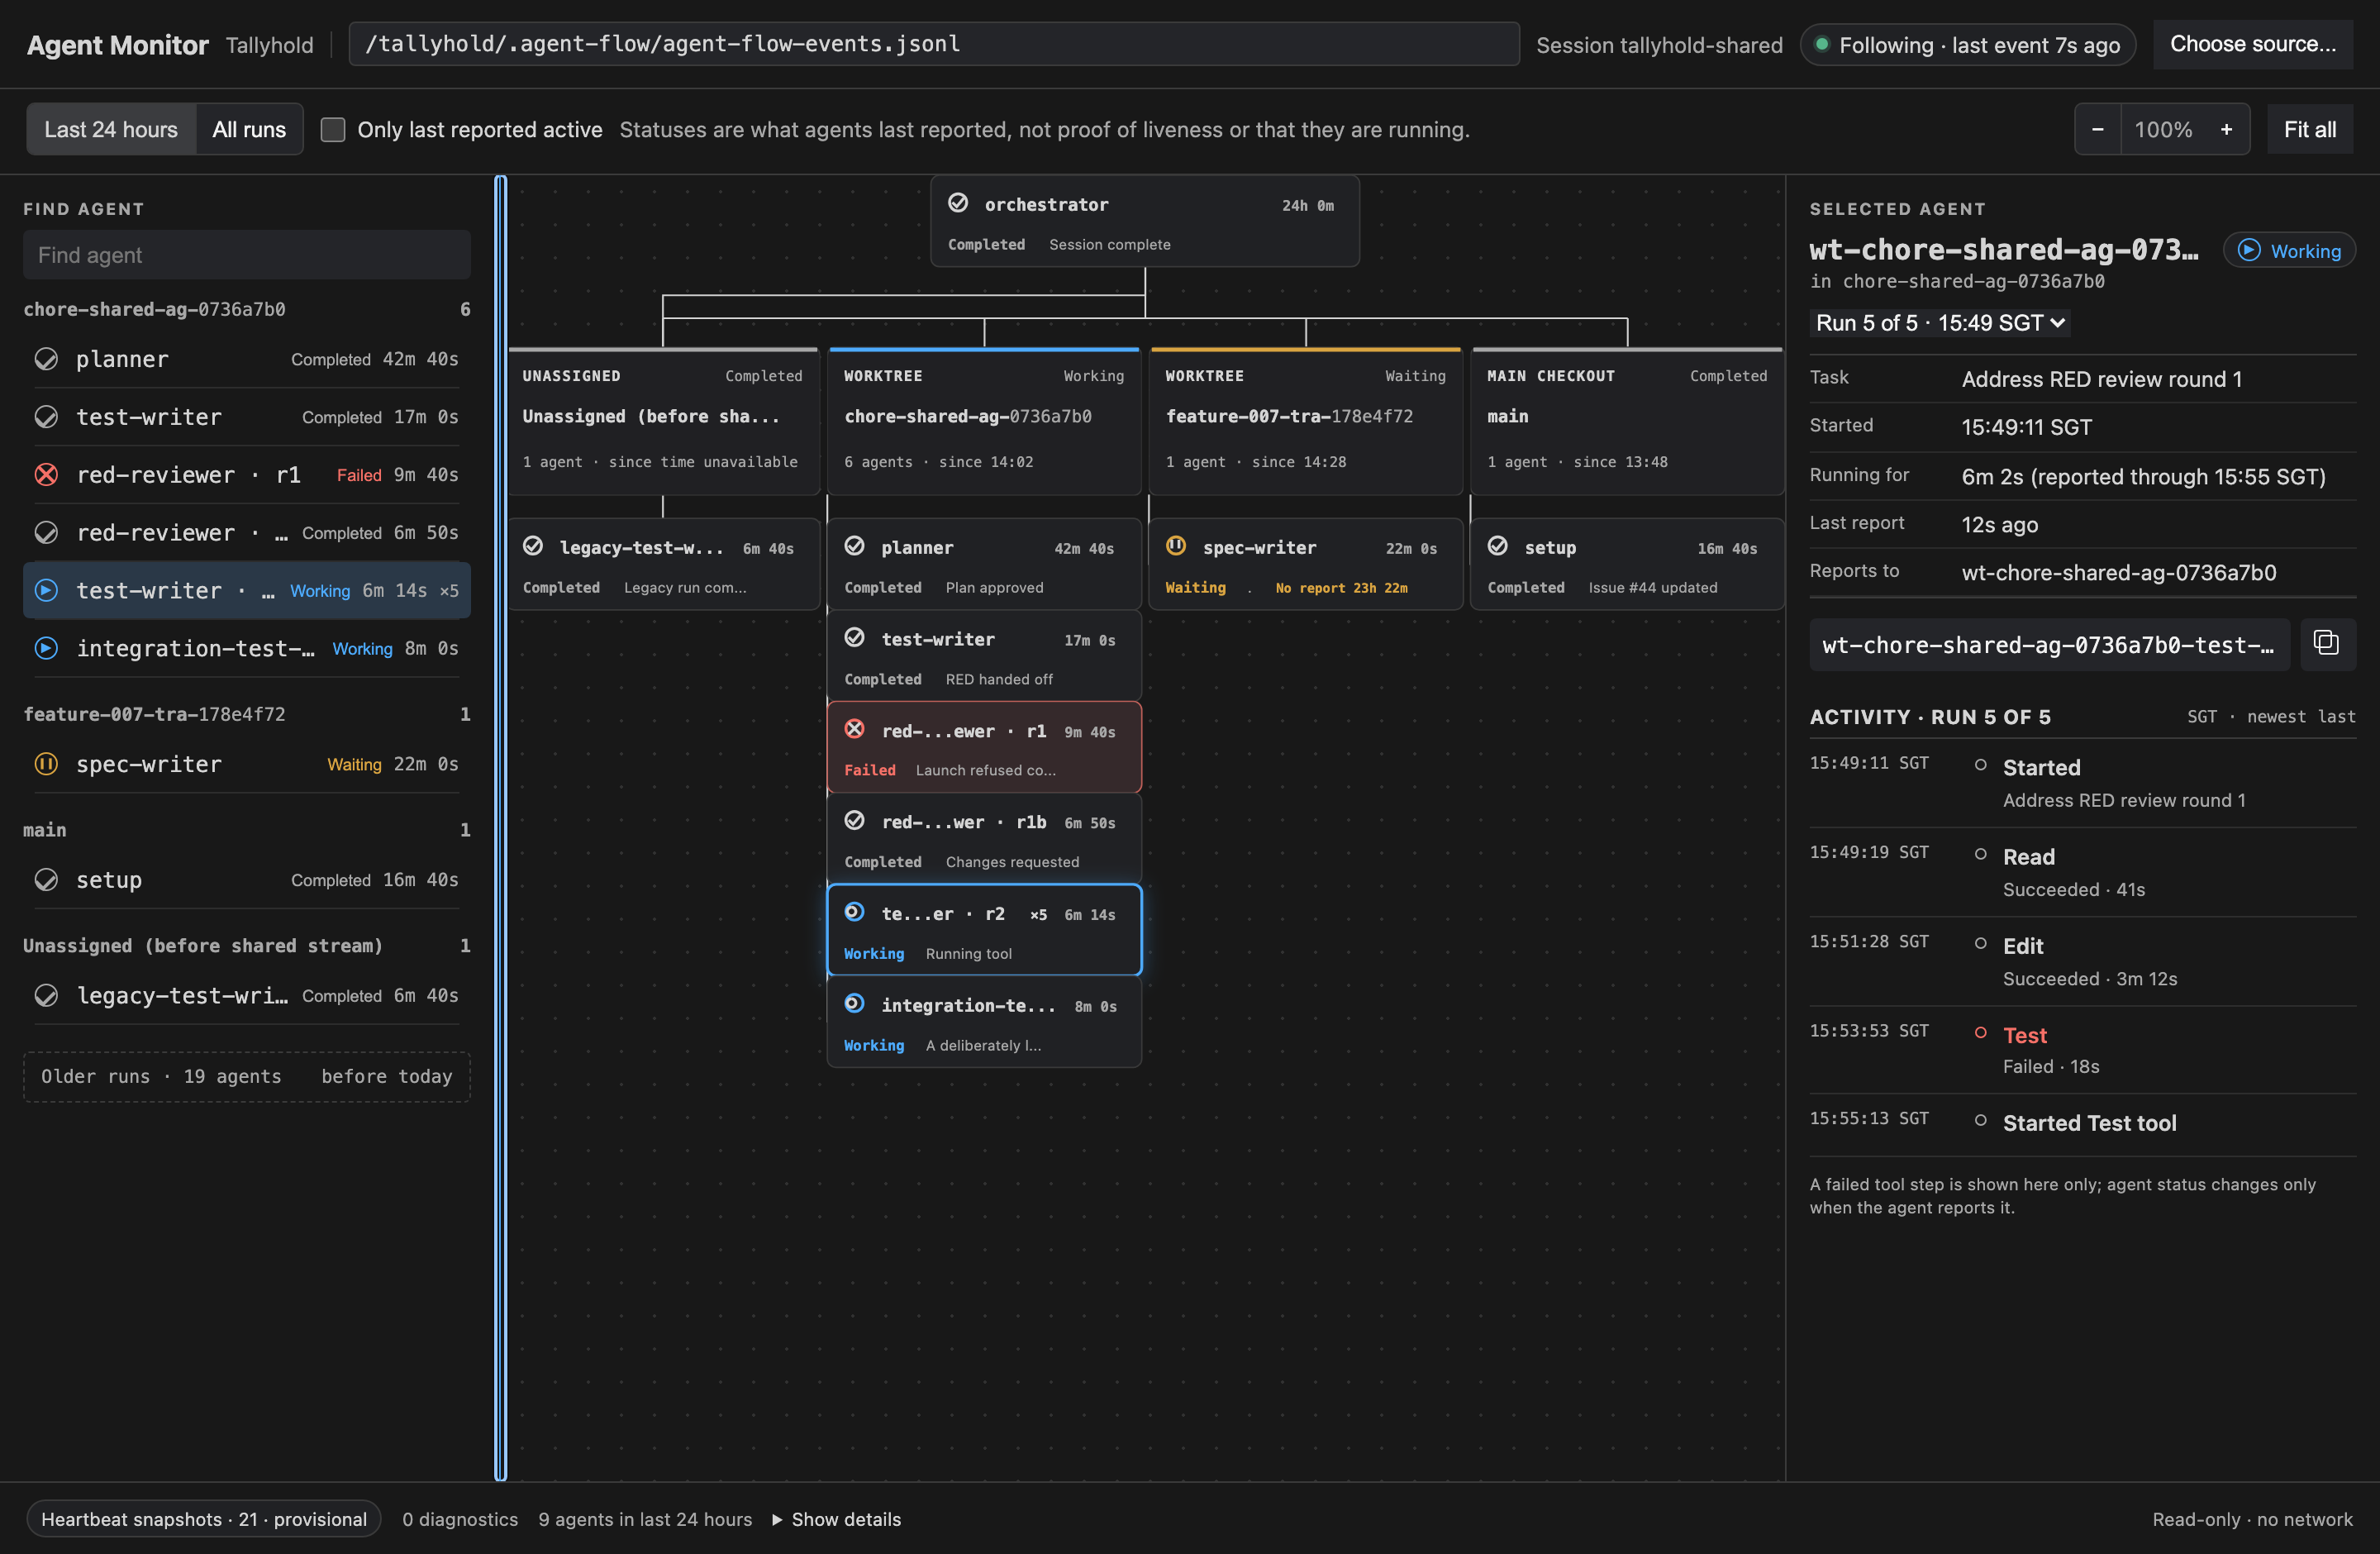 Agent Monitor Tallyhold /tallyhold/.agent-flow/agent-flow-events.jsonl Session tallyhold-shared Following · last event 7s ago Choose source...
Last 24 hours All runs Only last reported active Statuses are what agents last reported, not proof of liveness or that they are running. − 100% + Fit all
FIND AGENT
Find agent
chore-shared-ag-0736a7b0 6
planner Completed 42m 40s
test-writer Completed 17m 0s
red-reviewer · r1 Failed 9m 40s
red-reviewer · … Completed 6m 50s
test-writer · … Working 6m 14s ×5
integration-test-… Working 8m 0s
feature-007-tra-178e4f72 1
spec-writer Waiting 22m 0s
main 1
setup Completed 16m 40s
Unassigned (before shared stream) 1
legacy-test-wri… Completed 6m 40s
Older runs · 19 agents before today
orchestrator 24h 0m
Completed Session complete
UNASSIGNED Completed
Unassigned (before sha...
1 agent · since time unavailable
legacy-test-w... 6m 40s
Completed Legacy run com...
WORKTREE Working
chore-shared-ag-0736a7b0
6 agents · since 14:02
planner 42m 40s
Completed Plan approved
test-writer 17m 0s
Completed RED handed off
red-...ewer · r1 9m 40s
Failed Launch refused co...
red-...wer · r1b 6m 50s
Completed Changes requested
te...er · r2 ×5 6m 14s
Working Running tool
integration-te... 8m 0s
Working A deliberately l...
WORKTREE Waiting
feature-007-tra-178e4f72
1 agent · since 14:28
spec-writer 22m 0s
Waiting . No report 23h 22m
MAIN CHECKOUT Completed
main
1 agent · since 13:48
setup 16m 40s
Completed Issue #44 updated
SELECTED AGENT
wt-chore-shared-ag-073… Working
in chore-shared-ag-0736a7b0
Run 5 of 5 · 15:49 SGT
Task Address RED review round 1
Started 15:49:11 SGT
Running for 6m 2s (reported through 15:55 SGT)
Last report 12s ago
Reports to wt-chore-shared-ag-0736a7b0
wt-chore-shared-ag-0736a7b0-test-…
ACTIVITY · RUN 5 OF 5 SGT · newest last
15:49:11 SGT Started
Address RED review round 1
15:49:19 SGT Read
Succeeded · 41s
15:51:28 SGT Edit
Succeeded · 3m 12s
15:53:53 SGT Test
Failed · 18s
15:55:13 SGT Started Test tool
A failed tool step is shown here only; agent status changes only
when the agent reports it.
Heartbeat snapshots · 21 · provisional 0 diagnostics 9 agents in last 24 hours Show details Read-only · no network